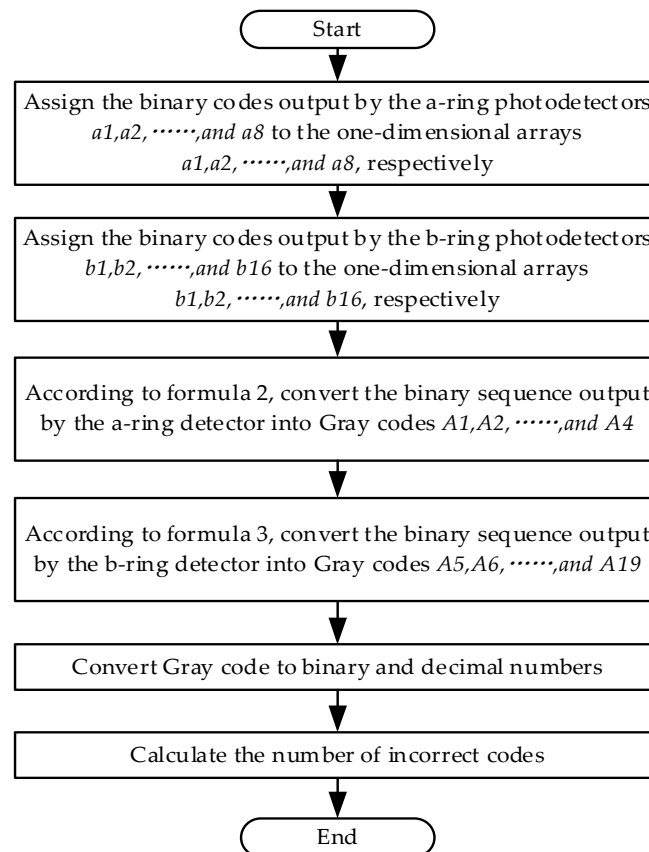 Start
Assign the binary codes output by the a-ring photodetectors
a1,a2, ······,and a8 to the one-dimensional arrays
a1,a2, ······,and a8, respectively
Assign the binary codes output by the b-ring photodetectors
b1,b2, ······,and b16 to the one-dimensional arrays
b1,b2, ······,and b16, respectively
According to formula 2, convert the binary sequence output
by the a-ring detector into Gray codes A1,A2, ······,and A4
According to formula 3, convert the binary sequence output
by the b-ring detector into Gray codes A5,A6, ······,and A19
Convert Gray code to binary and decimal numbers
Calculate the number of incorrect codes
End